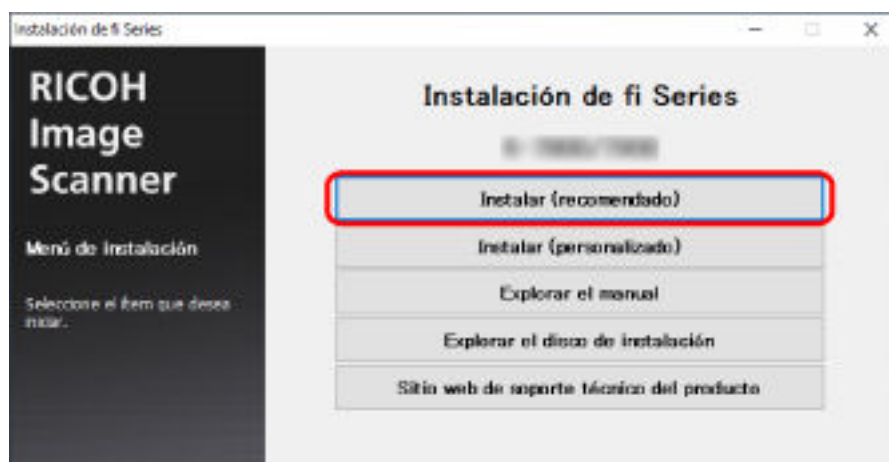 Instalación de fi Series
RICOH
Image
Scanner
Menú de instalación
Seleccione el ítem que desea
iniciar.
Instalación de fi Series
Instalar (recomendado)
Instalar (personalizado)
Explorar el manual
Explorar el disco de instalación
Sitio web de soporte técnico del producto